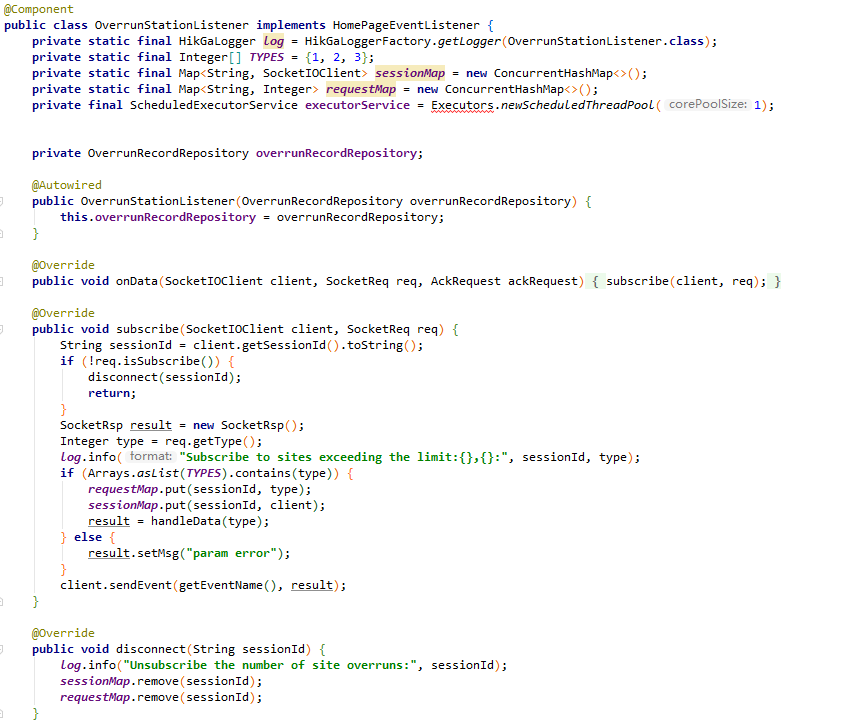 @Component
public class OverrunStationListener implements HomePageEventListener {
private static final HikGaLogger log = HikGaLoggerFactory.getLogger(OverrunStationListener.class);
private static final Integer[] TYPES = {1, 2, 3};
private static final Map<String, SocketIOClient> sessionMap = new ConcurrentHashMap<>();
private static final Map<String, Integer> requestMap = new ConcurrentHashMap<>();
private final ScheduledExecutorService executorService = Executors.newScheduledThreadPool( corePoolSize: 1);
private OverrunRecordRepository overrunRecordRepository;
@Autowired
public OverrunStationListener(OverrunRecordRepository overrunRecordRepository) {
this.overrunRecordRepository = overrunRecordRepository;
}
@Override
public void onData(SocketIOClient client, SocketReq req, AckRequest ackRequest) { subscribe(client, req); }
@Override
public void subscribe(SocketIOClient client, SocketReq req) {
String sessionId = client.getSessionId().toString();
if (!req.isSubscribe()) {
disconnect(sessionId);
return;
}
SocketRsp result = new SocketRsp();
Integer type = req.getType();
log.info( format: "Subscribe to sites exceeding the limit:{},{}:", sessionId, type);
if (Arrays.asList(TYPES).contains(type)) {
requestMap.put(sessionId, type);
sessionMap.put(sessionId, client);
result = handleData(type);
} else {
result.setMsg("param error");
}
client.sendEvent(getEventName(), result);
}
@Override
public void disconnect(String sessionId) {
log.info("Unsubscribe the number of site overruns:", sessionId);
sessionMap.remove(sessionId);
requestMap.remove(sessionId);
}